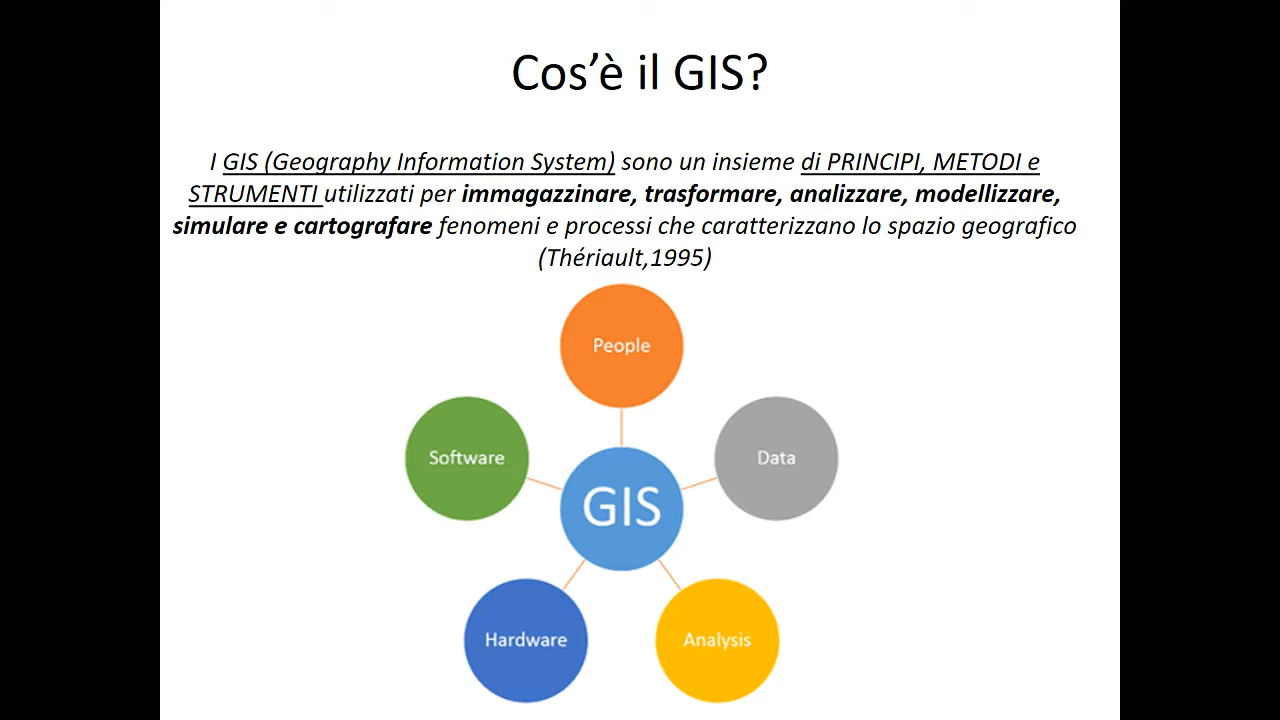 Cos’è il GIS?
I GIS (Geography Information System) sono un insieme di PRINCIPI, METODI e
STRUMENTI utilizzati per immagazzinare, trasformare, analizzare, modellizzare,
simulare e cartografare fenomeni e processi che caratterizzano lo spazio geografico
(Thériault,1995)
People
Software
Data
GIS
Hardware
Analysis